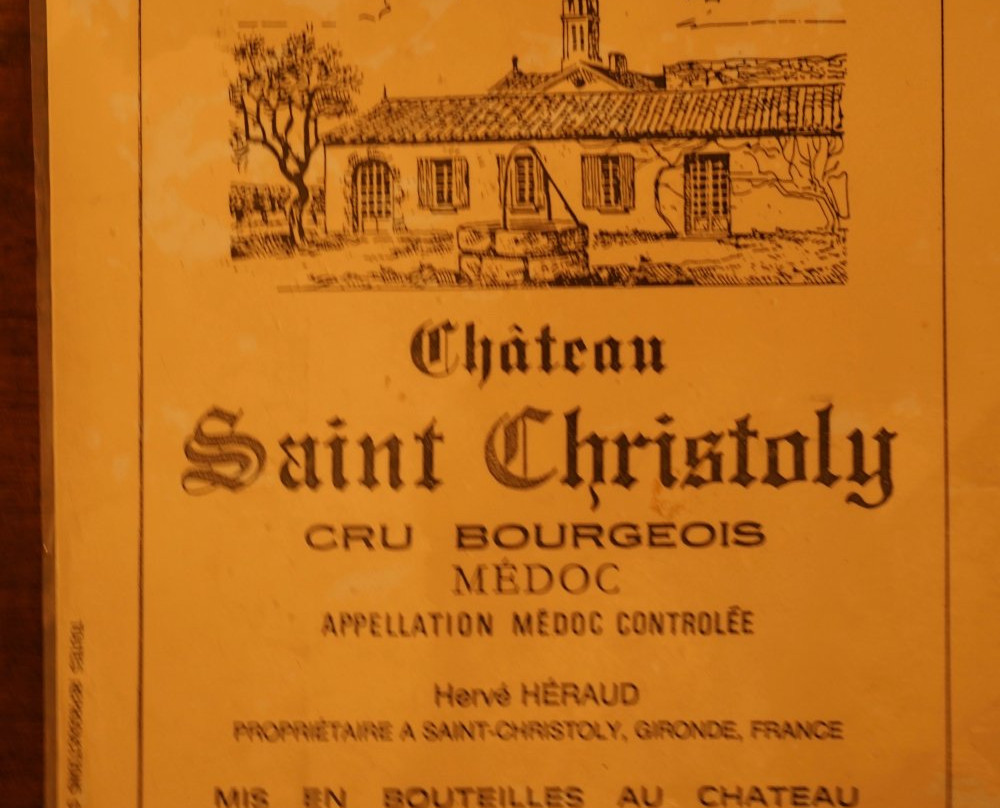 Château
Saint Christoly
CRU BOURGEOIS
MÉDOC
APPELLATION MÉDOC CONTROLÉE
Hervé HÉRAUD
PROPRIÉTAIRE A SAINT-CHRISTOLY, GIRONDE, FRANCE
MIS EN BOUTEILLES AU CHATEAU